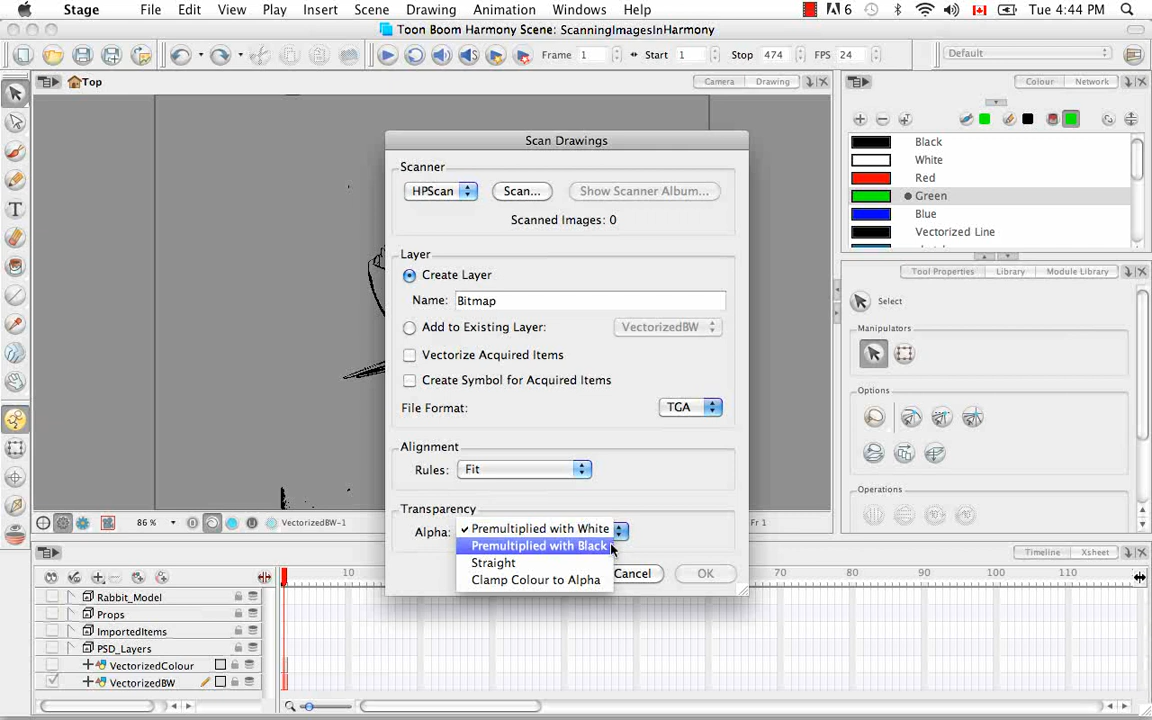 Stage File Edit View Play Insert Scene Drawing Animation Windows Help 6 Tue 4:44 PM
Toon Boom Harmony Scene: ScanningImagesInHarmony
Frame 1 Start 1 Stop 474 FPS 24 Default
Top Camera Drawing Colour Network
Scan Drawings
Scanner
HPScan Scan... Show Scanner Album...
Scanned Images: 0
Layer
Create Layer
Name: Bitmap
Add to Existing Layer: VectorizedBW
Vectorize Acquired Items
Create Symbol for Acquired Items
File Format: TGA
Alignment
Rules: Fit
Transparency
Alpha: Premultiplied with White
Premultiplied with Black
Straight
Clamp Colour to Alpha
Cancel OK
Black
White
Red
Green
Blue
Vectorized Line
Tool Properties Library Module Library
Select
Manipulators
Options
Operations
86 % VectorizedBW-1 Fr 1
Timeline Xsheet
10 70 80 90 100 110
Rabbit_Model
Props
ImportedItems
PSD_Layers
VectorizedColour
VectorizedBW